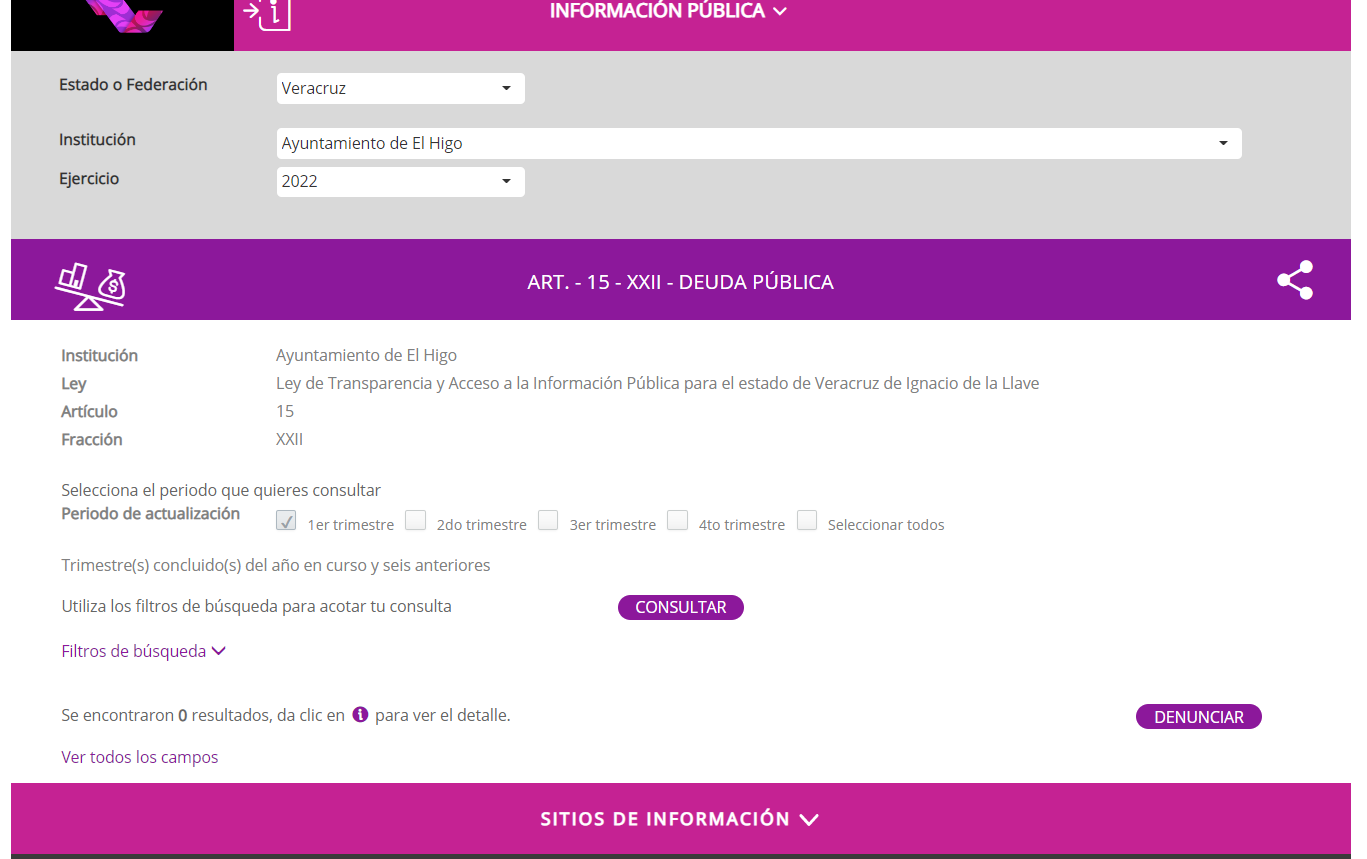 INFORMACIÓN PÚBLICA
Estado o Federación Veracruz
Institución Ayuntamiento de El Higo
Ejercicio 2022
ART. - 15 - XXII - DEUDA PÚBLICA
Institución Ayuntamiento de El Higo
Ley Ley de Transparencia y Acceso a la Información Pública para el estado de Veracruz de Ignacio de la Llave
Artículo 15
Fracción XXII
Selecciona el periodo que quieres consultar
Periodo de actualización 1er trimestre 2do trimestre 3er trimestre 4to trimestre Seleccionar todos
Trimestre(s) concluido(s) del año en curso y seis anteriores
Utiliza los filtros de búsqueda para acotar tu consulta CONSULTAR
Filtros de búsqueda
Se encontraron 0 resultados, da clic en i para ver el detalle. DENUNCIAR
Ver todos los campos
SITIOS DE INFORMACIÓN